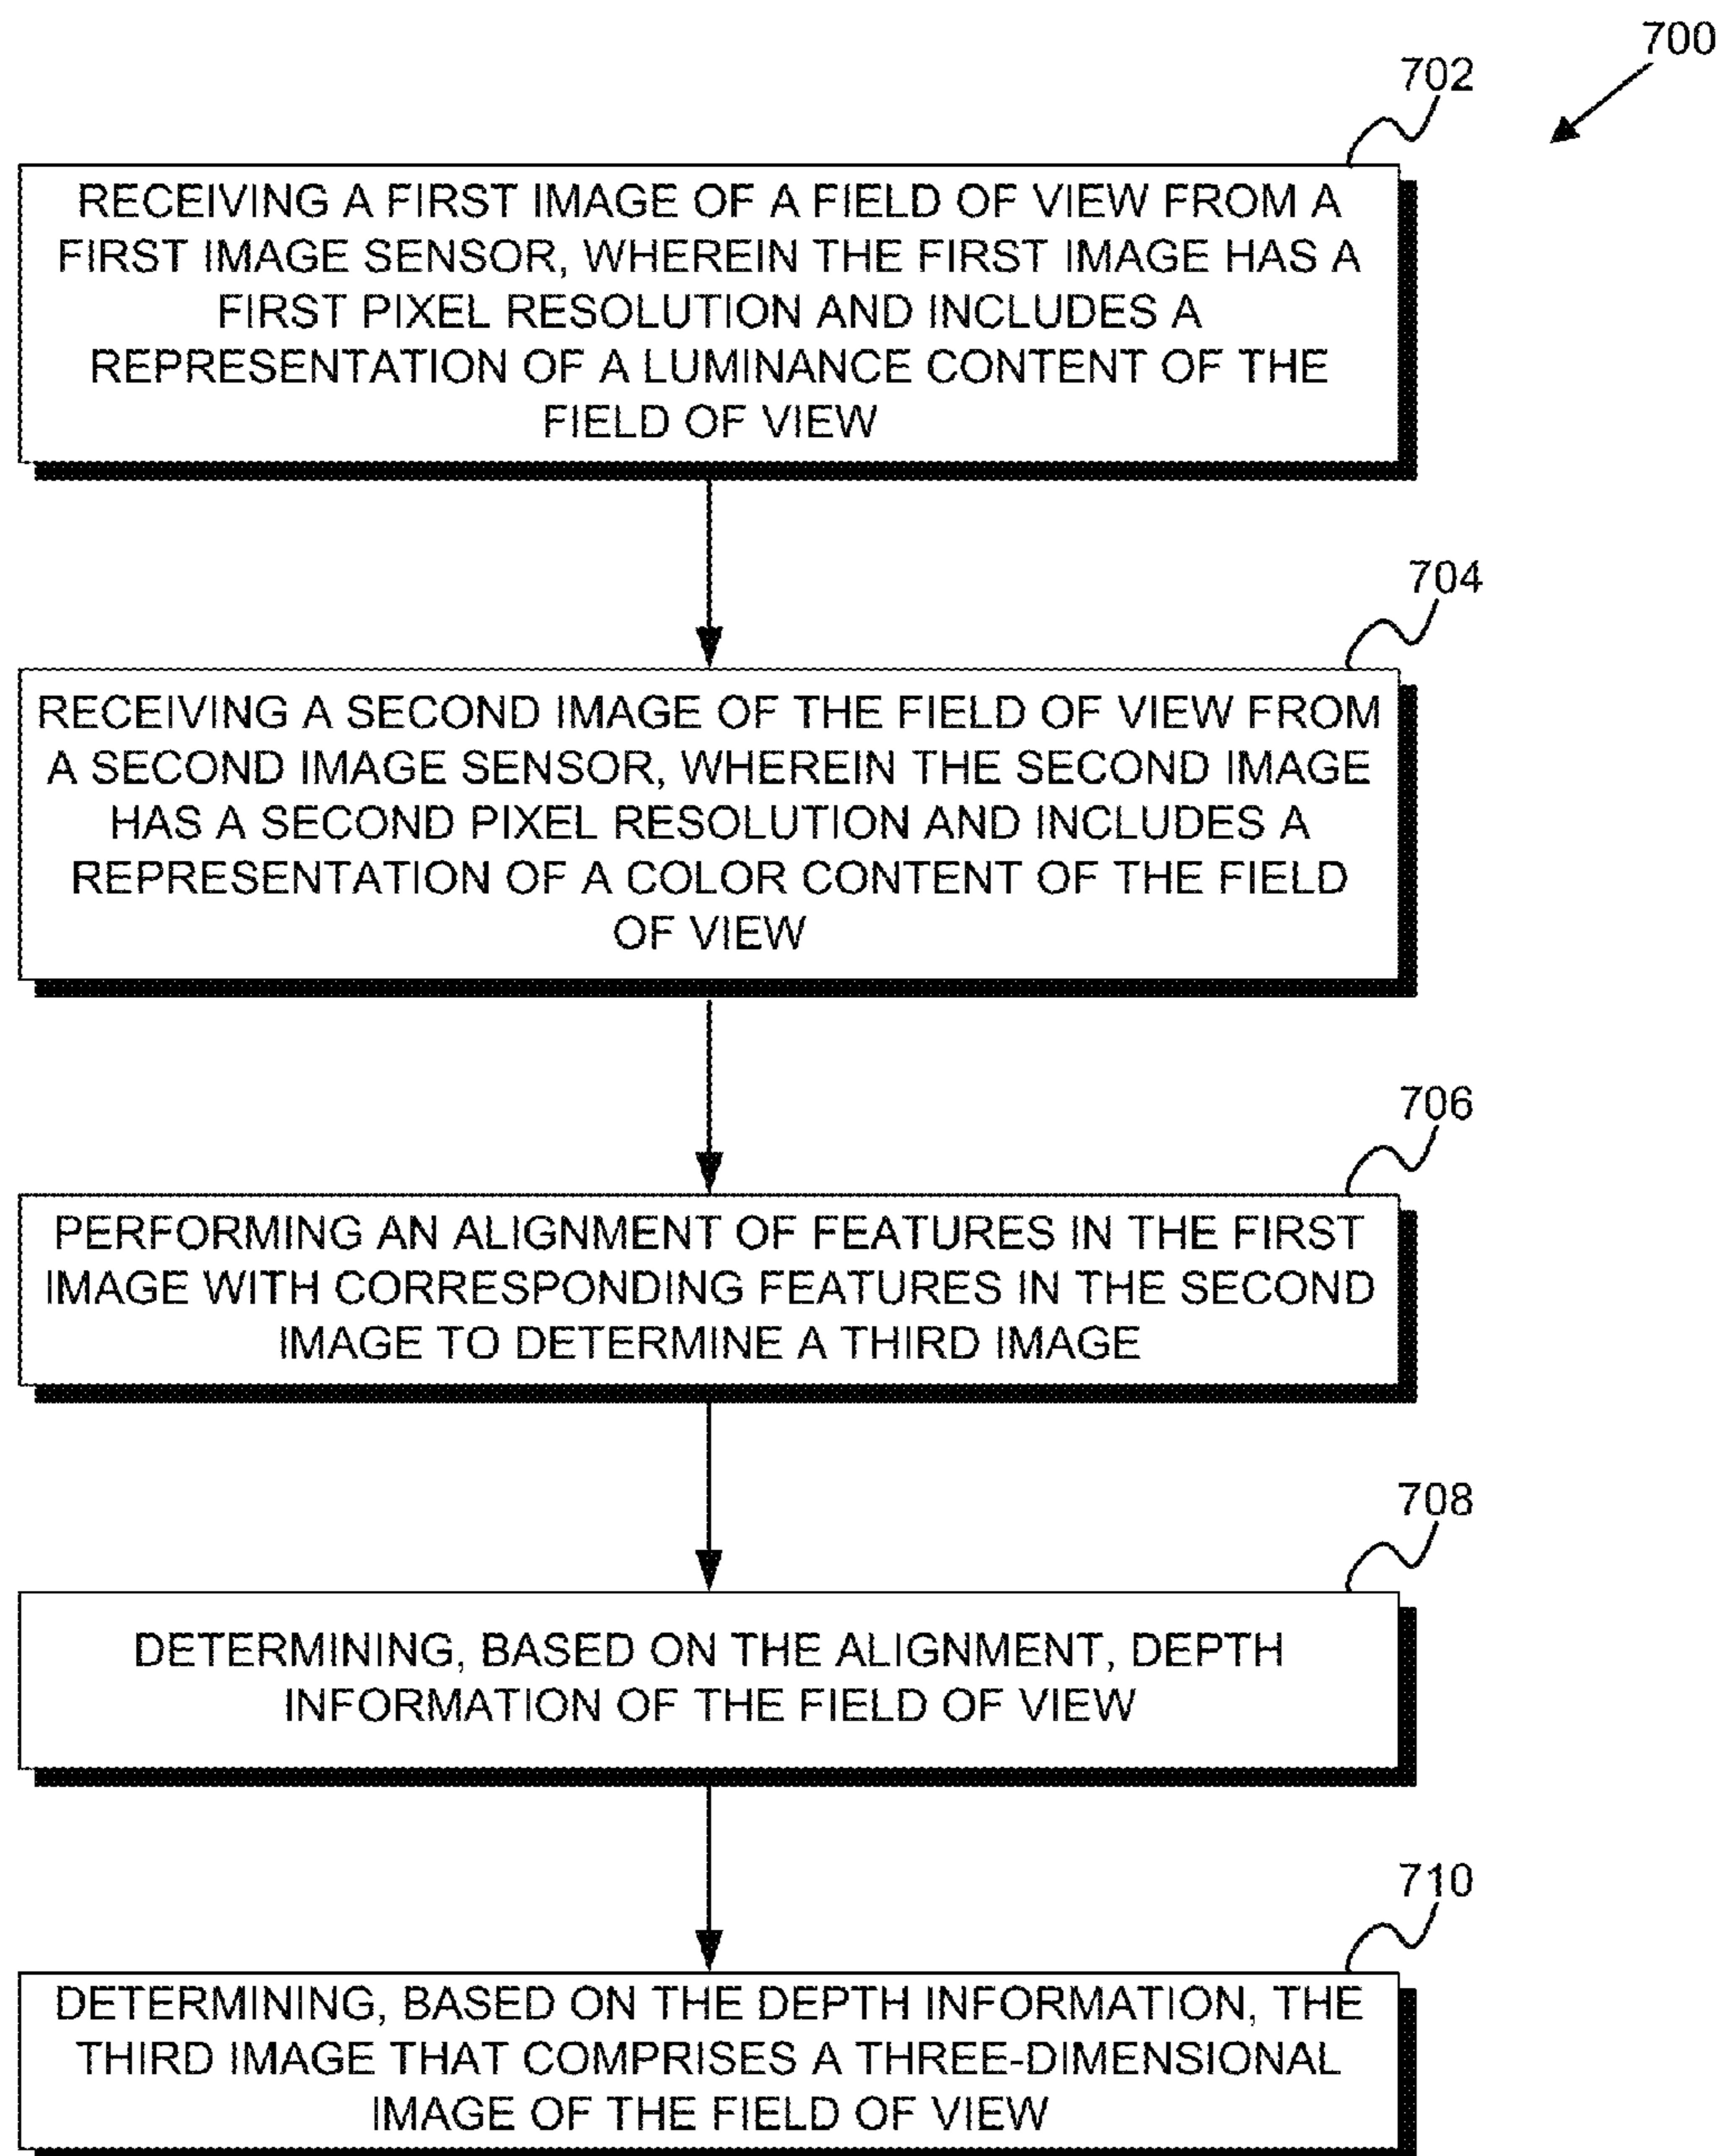 700
702
RECEIVING A FIRST IMAGE OF A FIELD OF VIEW FROM A
FIRST IMAGE SENSOR, WHEREIN THE FIRST IMAGE HAS A
FIRST PIXEL RESOLUTION AND INCLUDES A
REPRESENTATION OF A LUMINANCE CONTENT OF THE
FIELD OF VIEW
704
RECEIVING A SECOND IMAGE OF THE FIELD OF VIEW FROM
A SECOND IMAGE SENSOR, WHEREIN THE SECOND IMAGE
HAS A SECOND PIXEL RESOLUTION AND INCLUDES A
REPRESENTATION OF A COLOR CONTENT OF THE FIELD
OF VIEW
706
PERFORMING AN ALIGNMENT OF FEATURES IN THE FIRST
IMAGE WITH CORRESPONDING FEATURES IN THE SECOND
IMAGE TO DETERMINE A THIRD IMAGE
708
DETERMINING, BASED ON THE ALIGNMENT, DEPTH
INFORMATION OF THE FIELD OF VIEW
710
DETERMINING, BASED ON THE DEPTH INFORMATION, THE
THIRD IMAGE THAT COMPRISES A THREE-DIMENSIONAL
IMAGE OF THE FIELD OF VIEW